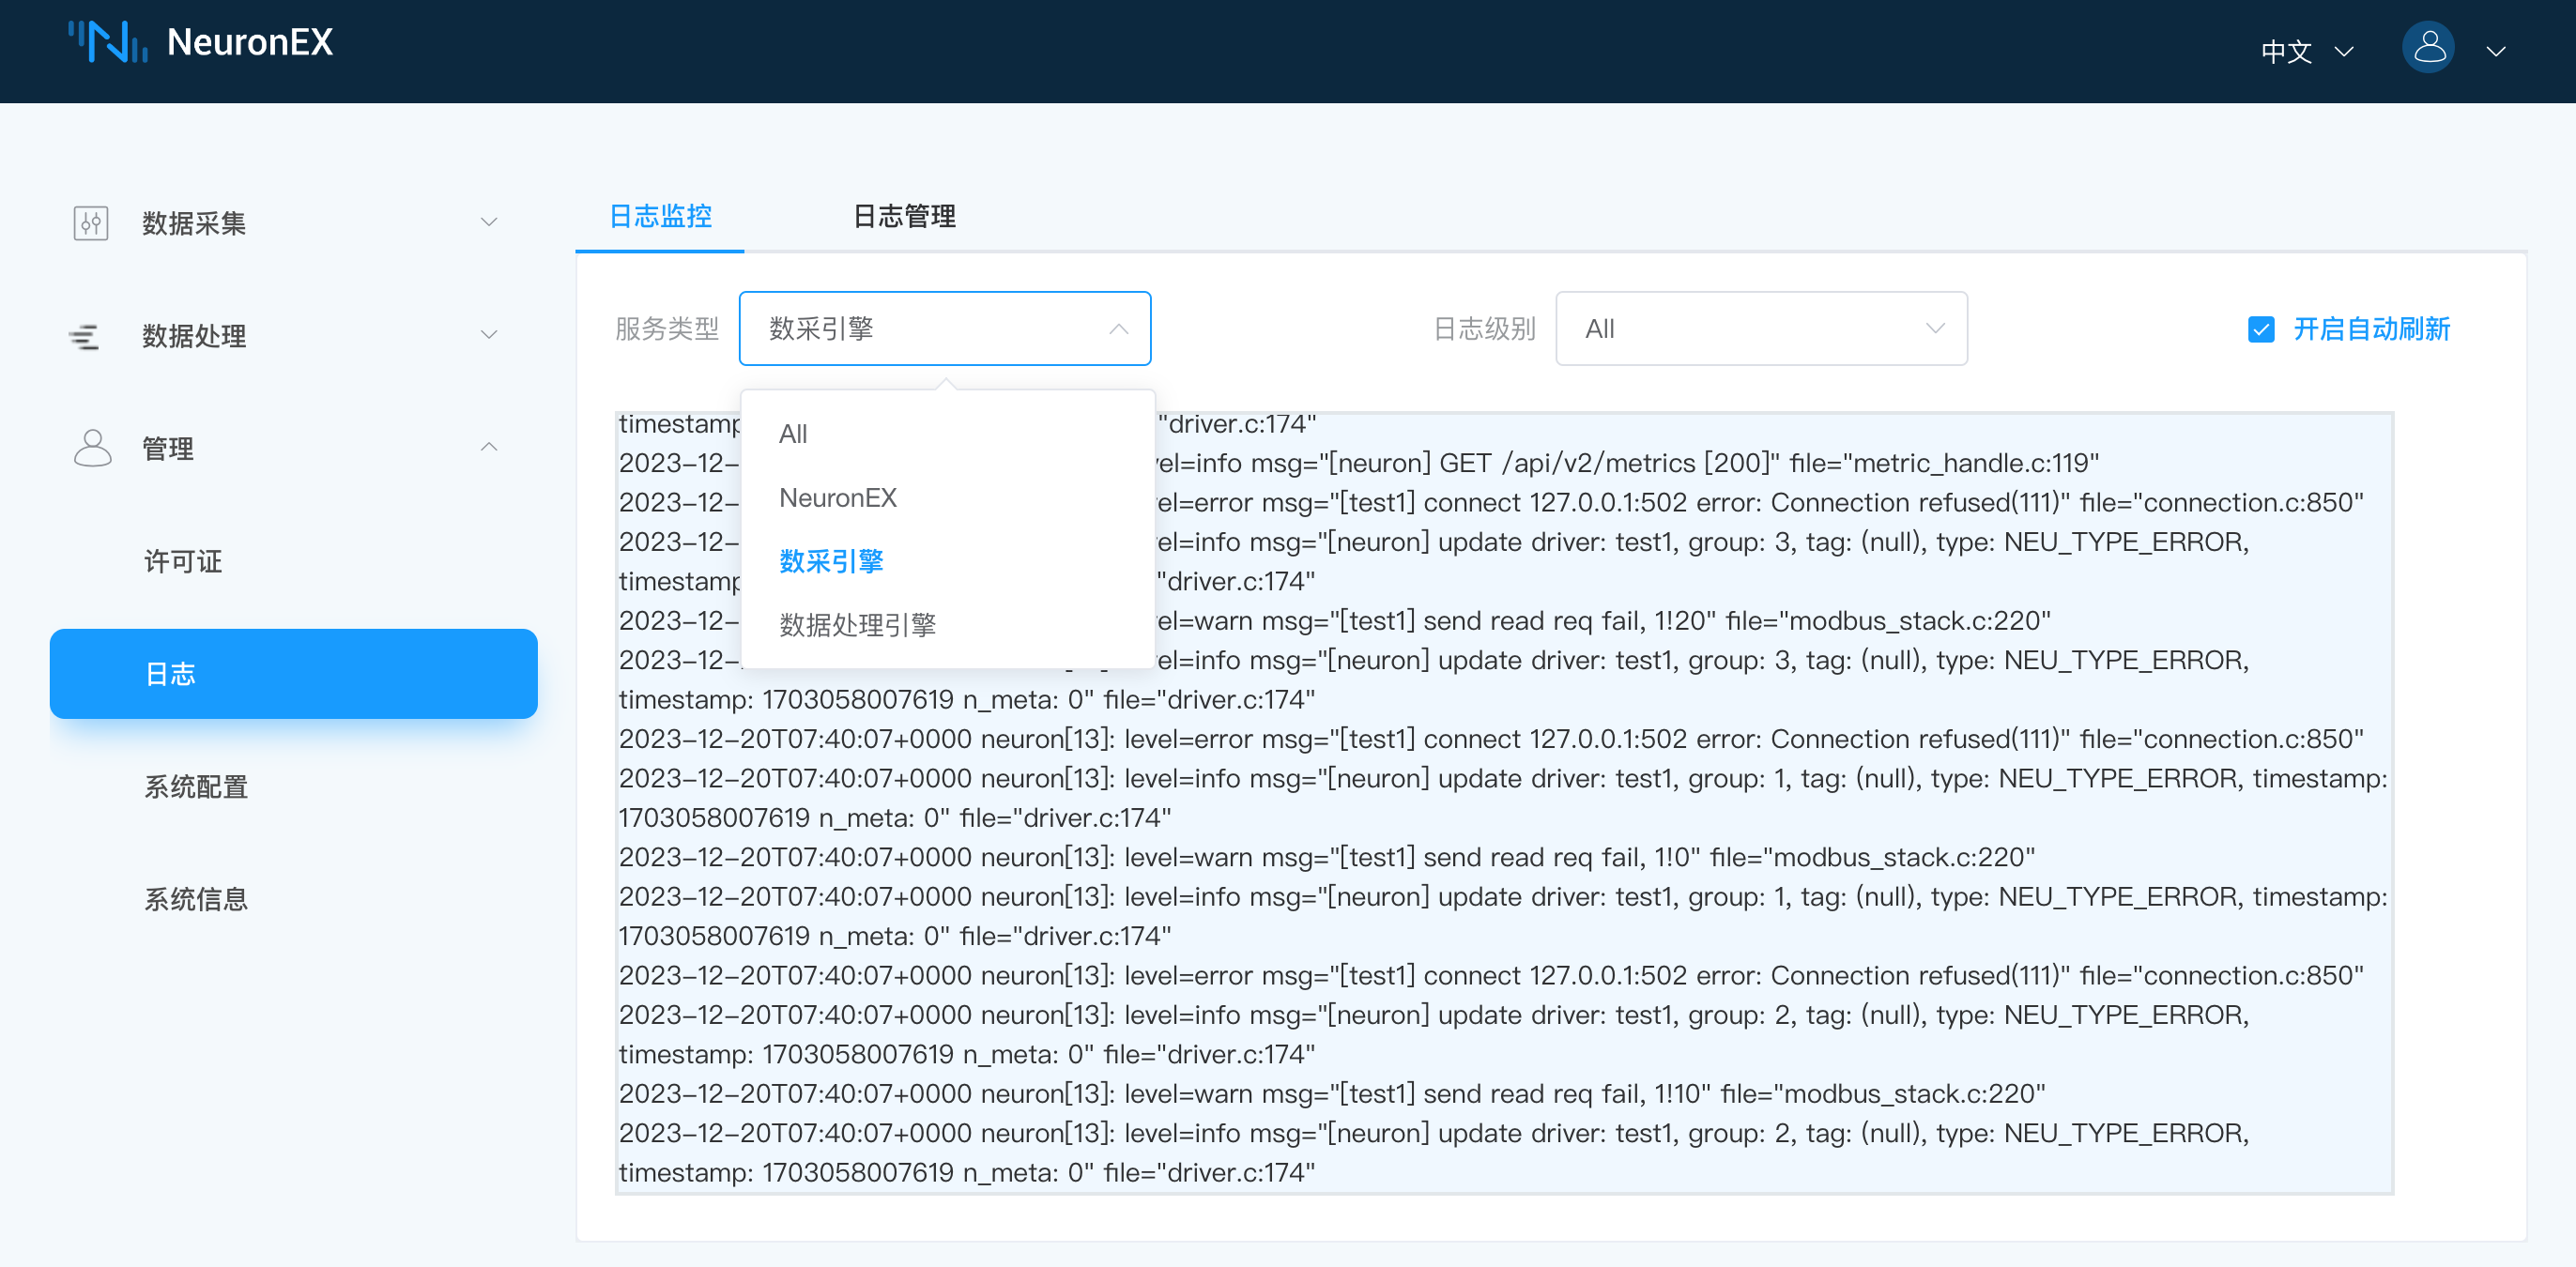 NeuronEX
中文
数据采集
数据处理
管理
许可证
日志
系统配置
系统信息
日志监控 日志管理
服务类型 数采引擎 日志级别 All 开启自动刷新
All
NeuronEX
数采引擎
数据处理引擎
timestamp "driver.c:174"
2023-12- vel=info msg="[neuron] GET /api/v2/metrics [200]" file="metric_handle.c:119"
2023-12- el=error msg="[test1] connect 127.0.0.1:502 error: Connection refused(111)" file="connection.c:850"
2023-12- vel=info msg="[neuron] update driver: test1, group: 3, tag: (null), type: NEU_TYPE_ERROR,
timestamp "driver.c:174"
2023-12- el=warn msg="[test1] send read req fail, 1!20" file="modbus_stack.c:220"
2023-12- vel=info msg="[neuron] update driver: test1, group: 3, tag: (null), type: NEU_TYPE_ERROR,
timestamp: 1703058007619 n_meta: 0" file="driver.c:174"
2023-12-20T07:40:07+0000 neuron[13]: level=error msg="[test1] connect 127.0.0.1:502 error: Connection refused(111)" file="connection.c:850"
2023-12-20T07:40:07+0000 neuron[13]: level=info msg="[neuron] update driver: test1, group: 1, tag: (null), type: NEU_TYPE_ERROR, timestamp:
1703058007619 n_meta: 0" file="driver.c:174"
2023-12-20T07:40:07+0000 neuron[13]: level=warn msg="[test1] send read req fail, 1!0" file="modbus_stack.c:220"
2023-12-20T07:40:07+0000 neuron[13]: level=info msg="[neuron] update driver: test1, group: 1, tag: (null), type: NEU_TYPE_ERROR, timestamp:
1703058007619 n_meta: 0" file="driver.c:174"
2023-12-20T07:40:07+0000 neuron[13]: level=error msg="[test1] connect 127.0.0.1:502 error: Connection refused(111)" file="connection.c:850"
2023-12-20T07:40:07+0000 neuron[13]: level=info msg="[neuron] update driver: test1, group: 2, tag: (null), type: NEU_TYPE_ERROR,
timestamp: 1703058007619 n_meta: 0" file="driver.c:174"
2023-12-20T07:40:07+0000 neuron[13]: level=warn msg="[test1] send read req fail, 1!10" file="modbus_stack.c:220"
2023-12-20T07:40:07+0000 neuron[13]: level=info msg="[neuron] update driver: test1, group: 2, tag: (null), type: NEU_TYPE_ERROR,
timestamp: 1703058007619 n_meta: 0" file="driver.c:174"